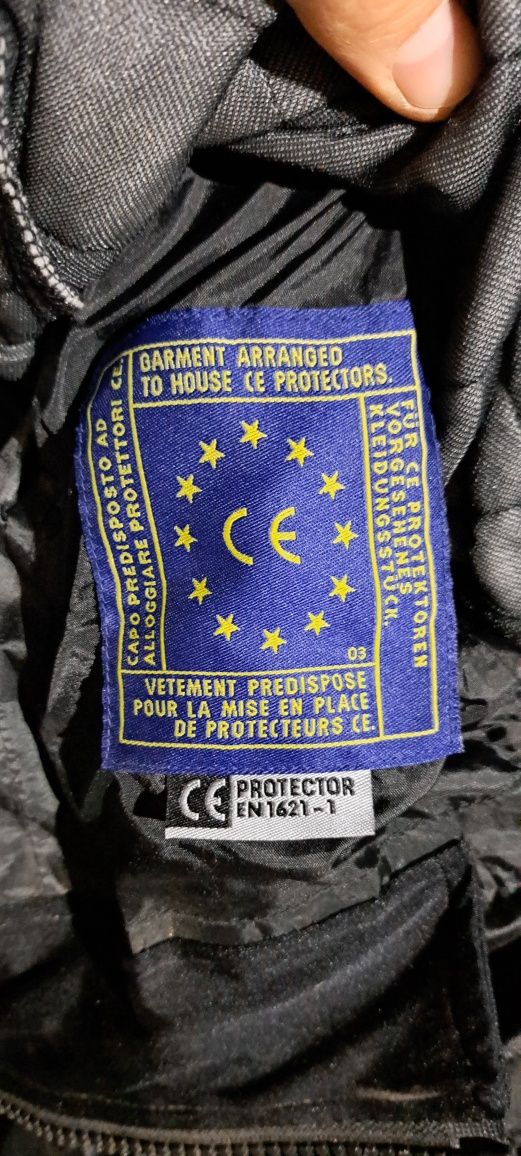 GARMENT ARRANGED
TO HOUSE CE PROTECTORS.
CAPO PREDISPOSTO AD
ALLOGGIARE PROTETTORI CE.
CE
FÜR CE PROTEKTOREN
VORGESEHENES
KLEIDUNGSSTÜCK.
03
VETEMENT PREDISPOSE
POUR LA MISE EN PLACE
DE PROTECTEURS CE.
CE PROTECTOR
EN1621-1